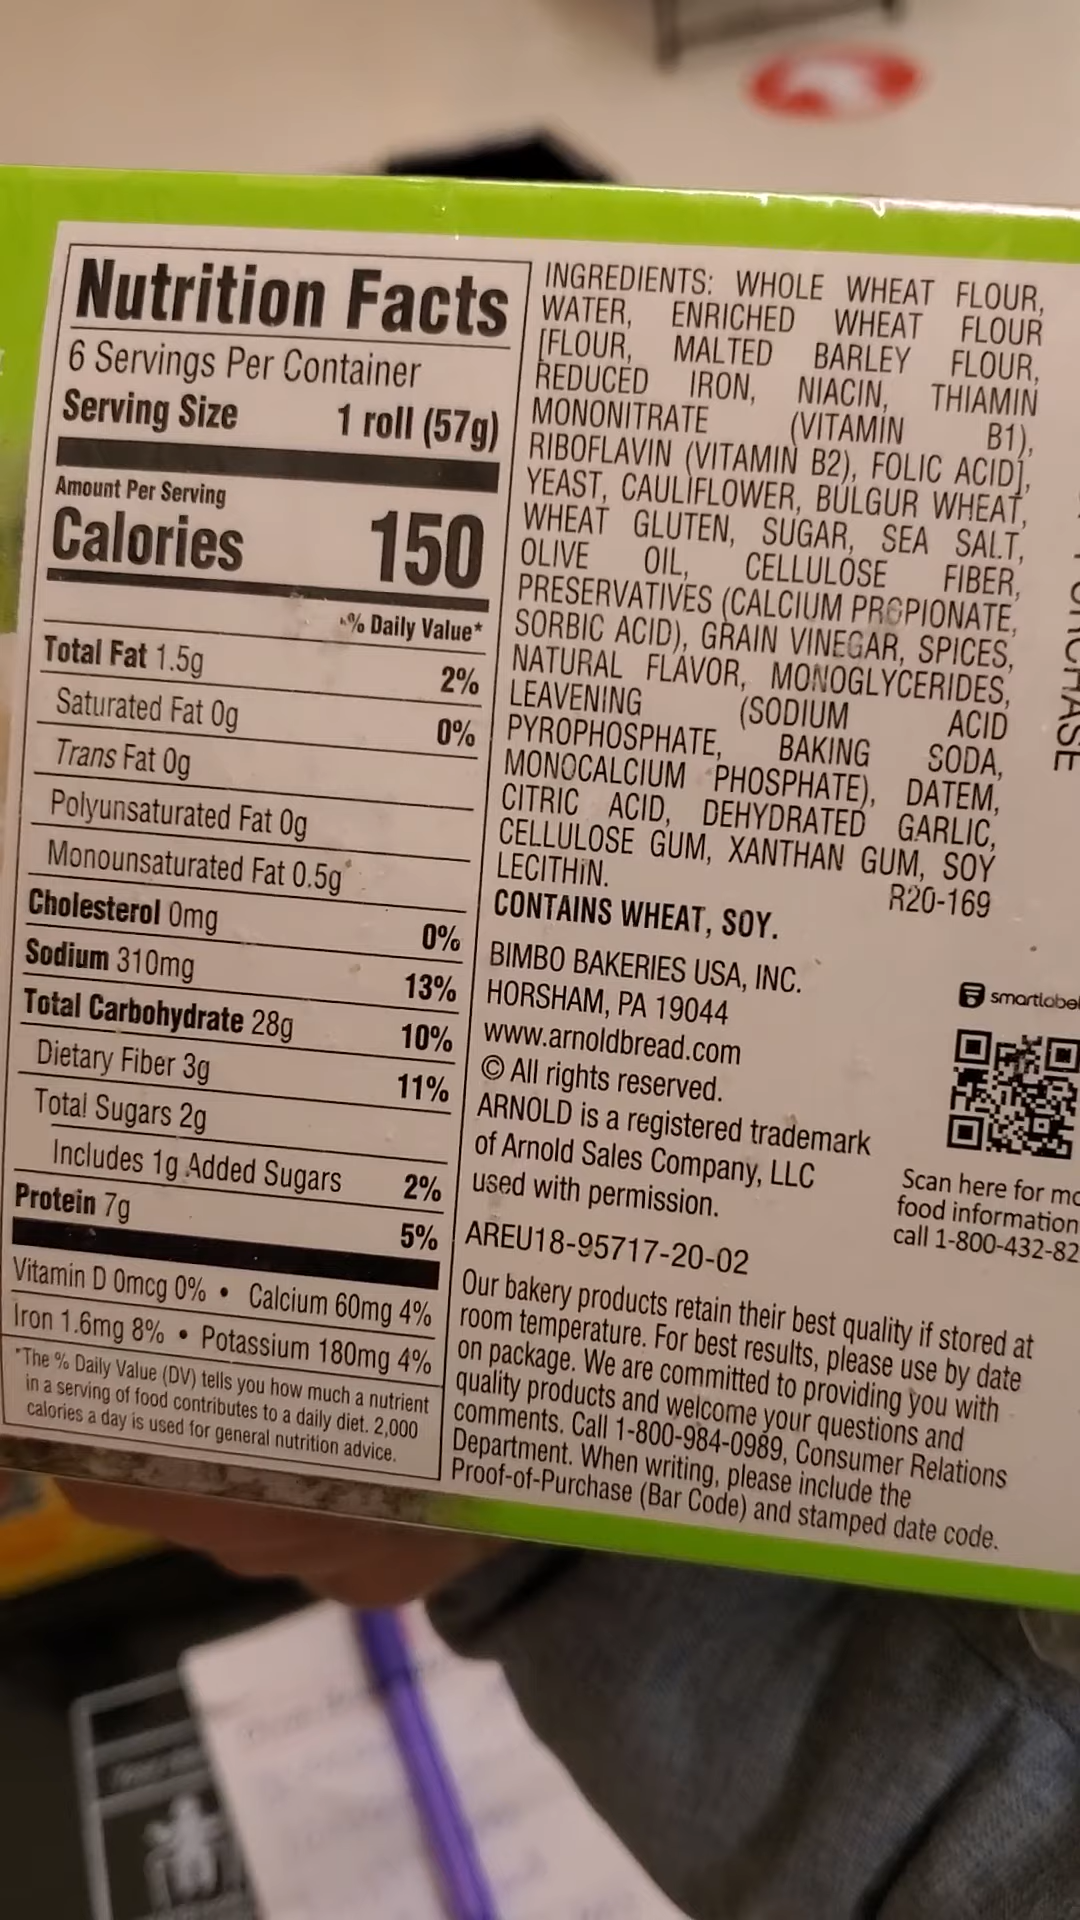 Nutrition Facts
6 Servings Per Container
Serving Size 1 roll (57g)
Amount Per Serving
Calories 150
% Daily Value*
Total Fat 1.5g 2%
Saturated Fat 0g 0%
Trans Fat 0g
Polyunsaturated Fat 0g
Monounsaturated Fat 0.5g
Cholesterol 0mg 0%
Sodium 310mg 13%
Total Carbohydrate 28g 10%
Dietary Fiber 3g 11%
Total Sugars 2g
Includes 1g Added Sugars 2%
Protein 7g 5%
Vitamin D 0mcg 0% • Calcium 60mg 4%
Iron 1.6mg 8% • Potassium 180mg 4%
*The % Daily Value (DV) tells you how much a nutrient
in a serving of food contributes to a daily diet. 2,000
calories a day is used for general nutrition advice.
INGREDIENTS: WHOLE WHEAT FLOUR,
WATER, ENRICHED WHEAT FLOUR
[FLOUR, MALTED BARLEY FLOUR,
REDUCED IRON, NIACIN, THIAMIN
MONONITRATE (VITAMIN B1),
RIBOFLAVIN (VITAMIN B2), FOLIC ACID],
YEAST, CAULIFLOWER, BULGUR WHEAT,
WHEAT GLUTEN, SUGAR, SEA SALT,
OLIVE OIL, CELLULOSE FIBER,
PRESERVATIVES (CALCIUM PROPIONATE,
SORBIC ACID), GRAIN VINEGAR, SPICES,
NATURAL FLAVOR, MONOGLYCERIDES,
LEAVENING (SODIUM ACID
PYROPHOSPHATE, BAKING SODA,
MONOCALCIUM PHOSPHATE), DATEM,
CITRIC ACID, DEHYDRATED GARLIC,
CELLULOSE GUM, XANTHAN GUM, SOY
LECITHIN.
R20-169
CONTAINS WHEAT, SOY.
BIMBO BAKERIES USA, INC.
HORSHAM, PA 19044
www.arnoldbread.com
© All rights reserved.
ARNOLD is a registered trademark
of Arnold Sales Company, LLC
used with permission.
AREU18-95717-20-02
Our bakery products retain their best quality if stored at
room temperature. For best results, please use by date
on package. We are committed to providing you with
quality products and welcome your questions and
comments. Call 1-800-984-0989, Consumer Relations
Department. When writing, please include the
Proof-of-Purchase (Bar Code) and stamped date code.
smartlabel
Scan here for
food information
call 1-800-432-82